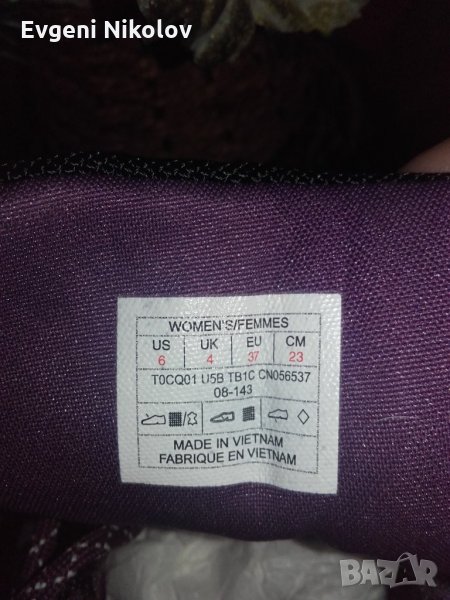 Evgeni Nikolov
WOMEN'S/FEMMES
US UK EU CM
6 4 37 23
T0CQ01 U5B TB1C CN056537
08-143
MADE IN VIETNAM
FABRIQUE EN VIETNAM
BAZAR